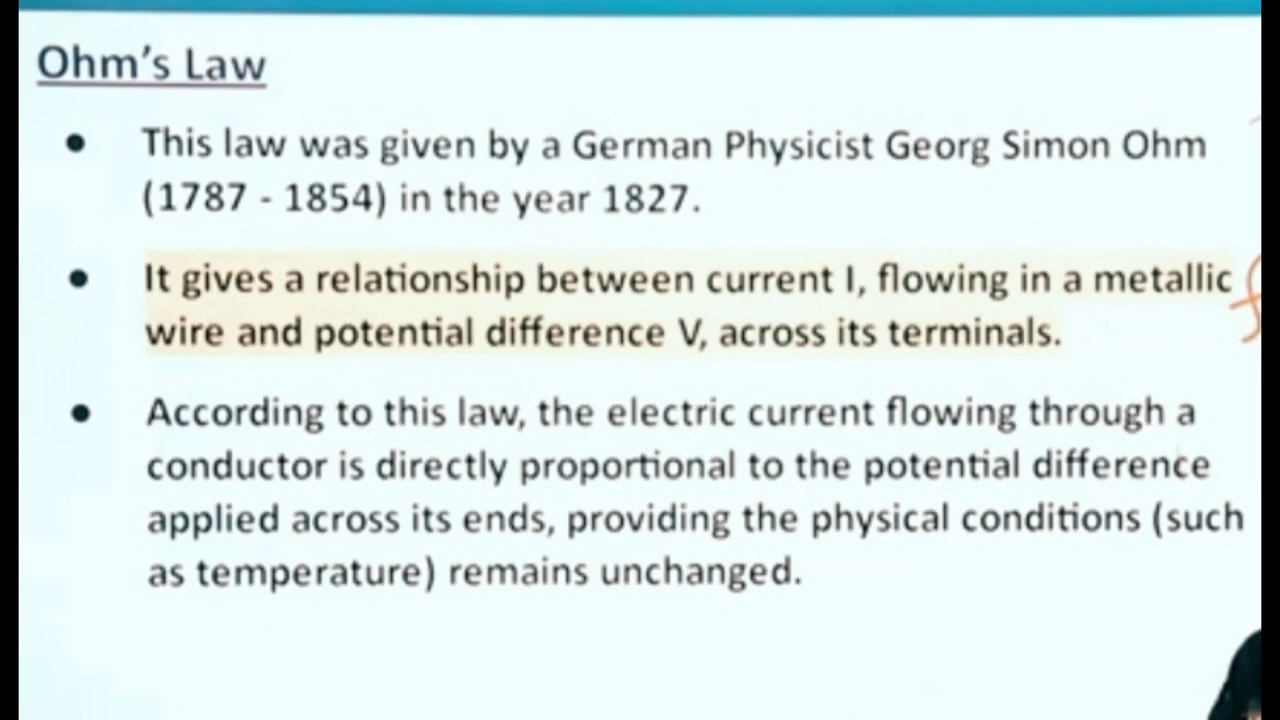 Ohm's Law
● This law was given by a German Physicist Georg Simon Ohm
(1787 - 1854) in the year 1827.
● It gives a relationship between current I, flowing in a metallic
wire and potential difference V, across its terminals.
● According to this law, the electric current flowing through a
conductor is directly proportional to the potential difference
applied across its ends, providing the physical conditions (such
as temperature) remains unchanged.